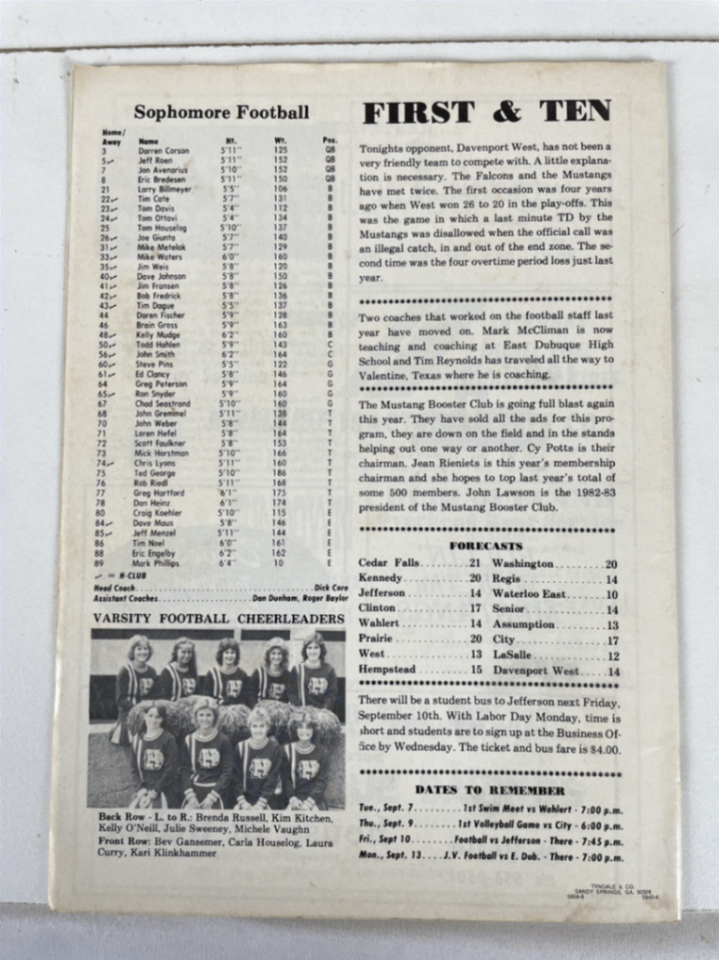 Sophomore Football
Home/
Away Name Ht. Wt. Pos.
3 Darren Corson 5'11" 125 QB
5✓ Jeff Roen 5'11" 152 QB
7 Jon Avenarius 5'10" 152 QB
8 Eric Bredesen 5'11" 150 QB
21 Larry Billmeyer 5'5" 106 B
22✓ Tim Cate 5'7" 131 B
23✓ Tom Davis 5'4" 112 B
24✓ Tom Ottavi 5'4" 134 B
25 Tom Houselog 5'10" 137 B
26✓ Joe Giunta 5'7" 140 B
31✓ Mike Metelak 5'7" 129 B
33✓ Mike Waters 6'0" 160 B
35✓ Jim Weis 5'8" 120 B
40✓ Dave Johnson 5'8" 150 B
41✓ Jim Fransen 5'8" 126 B
42✓ Bob Fredrick 5'8" 136 B
43✓ Tim Dague 5'5" 137 B
44 Daren Fischer 5'9" 128 B
46 Brain Gross 5'9" 163 B
48✓ Kelly Mudge 6'2" 160 B
50✓ Todd Hahlen 5'9" 143 C
56✓ John Smith 6'2" 164 C
60✓ Steve Pins 5'5" 122 G
61✓ Ed Clancy 5'8" 146 G
64 Greg Peterson 5'9" 164 G
65✓ Ron Snyder 5'9" 160 G
67 Chad Seastrand 5'10" 160 G
68 John Gremmel 5'11" 138 T
70 John Weber 5'8" 144 T
71 Loren Hefel 5'8" 164 T
72 Scott Faulkner 5'8" 153 T
73 Mick Horstman 5'10" 166 T
74✓ Chris Lyons 5'11" 160 T
75 Ted George 5'10" 186 T
76 Rob Riedl 5'11" 168 T
77 Greg Hartford 6'1" 175 T
78 Dan Heinz 6'1" 174 T
80 Craig Koehler 5'10" 115 E
84✓ Dave Maus 5'8" 146 E
85✓ Jeff Menzel 5'11" 144 E
86 Tim Noel 6'0" 161 E
88 Eric Engelby 6'2" 162 E
89 Mark Phillips 6'4" 10 E
✓ = H-CLUB
Head Coach Dick Core
Assistant Coaches Dan Dunham, Roger Baylor
VARSITY FOOTBALL CHEERLEADERS
Back Row - L. to R.: Brenda Russell, Kim Kitchen,
Kelly O'Neill, Julie Sweeney, Michele Vaughn
Front Row: Bev Gansemer, Carla Houselog, Laura
Curry, Kari Klinkhammer
FIRST & TEN
Tonights opponent, Davenport West, has not been a
very friendly team to compete with. A little explana-
tion is necessary. The Falcons and the Mustangs
have met twice. The first occasion was four years
ago when West won 26 to 20 in the play-offs. This
was the game in which a last minute TD by the
Mustangs was disallowed when the official call was
an illegal catch, in and out of the end zone. The se-
cond time was the four overtime period loss just last
year.
Two coaches that worked on the football staff last
year have moved on. Mark McCliman is now
teaching and coaching at East Dubuque High
School and Tim Reynolds has traveled all the way to
Valentine, Texas where he is coaching.
The Mustang Booster Club is going full blast again
this year. They have sold all the ads for this pro-
gram, they are down on the field and in the stands
helping out one way or another. Cy Potts is their
chairman. Jean Rieniets is this year's membership
chairman and she hopes to top last year's total of
some 500 members. John Lawson is the 1982-83
president of the Mustang Booster Club.
FORECASTS
Cedar Falls 21 Washington 20
Kennedy 20 Regis 14
Jefferson 14 Waterloo East 10
Clinton 17 Senior 14
Wahlert 14 Assumption 13
Prairie 20 City 17
West 13 LaSalle 12
Hempstead 15 Davenport West 14
There will be a student bus to Jefferson next Friday,
September 10th. With Labor Day Monday, time is
short and students are to sign up at the Business Of-
fice by Wednesday. The ticket and bus fare is $4.00.
DATES TO REMEMBER
Tue., Sept. 7 1st Swim Meet vs Wahlert - 7:00 p.m.
Thu., Sept. 9 1st Volleyball Game vs City - 6:00 p.m.
Fri., Sept 10 Football vs Jefferson - There - 7:45 p.m.
Mon., Sept. 13 J.V. Football vs E. Dub. - There - 7:00 p.m.
TYNDALE & CO.
SANDY SPRINGS, GA.